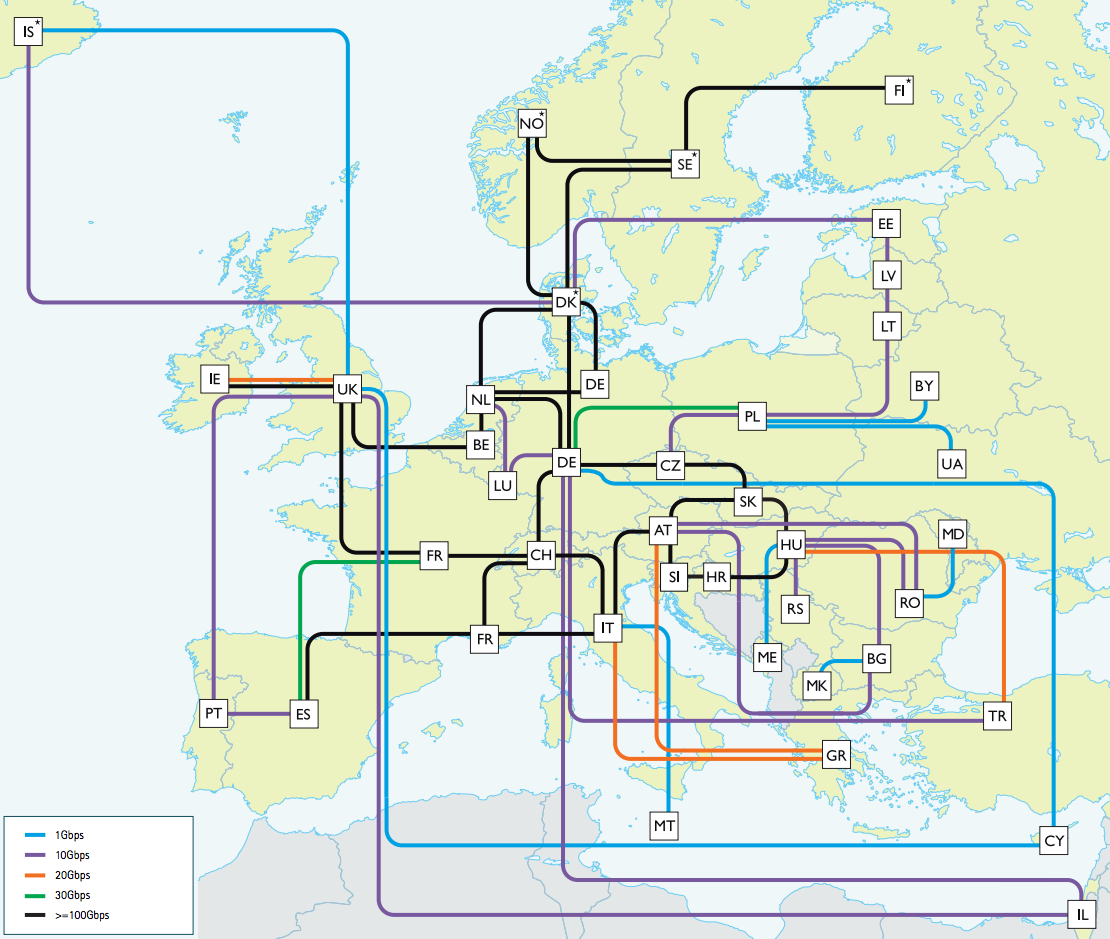 IS*
FI*
NO*
SE*
EE
LV
DK*
LT
IE
UK
DE
NL
BY
PL
BE
DE
CZ
UA
LU
SK
AT
MD
HU
FR
CH
SI
HR
RO
RS
IT
FR
ME
BG
MK
PT
ES
TR
GR
MT
CY
1Gbps
10Gbps
20Gbps
30Gbps
>=100Gbps
IL